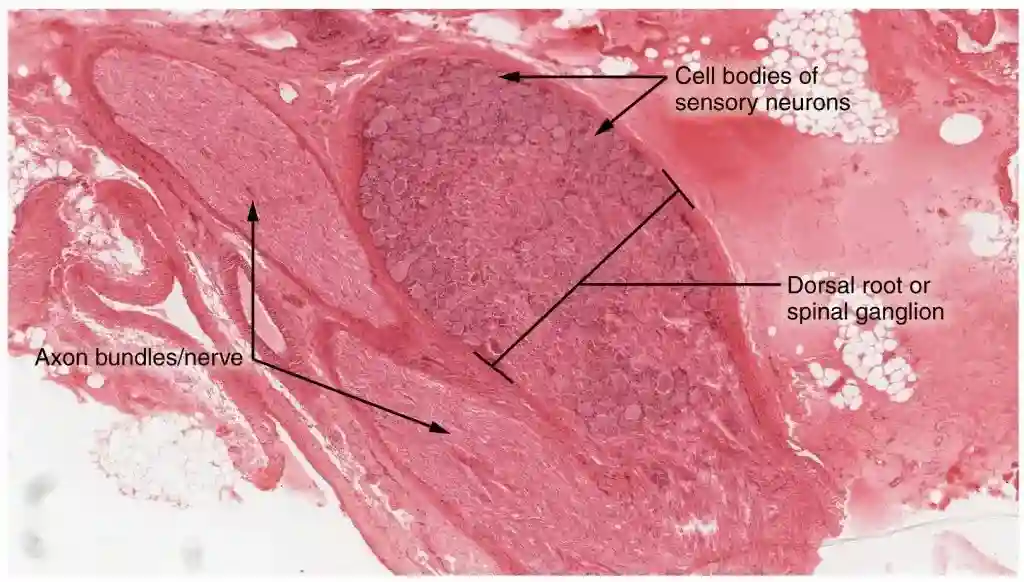 Cell bodies of
sensory neurons
Dorsal root or
spinal ganglion
Axon bundles/nerve